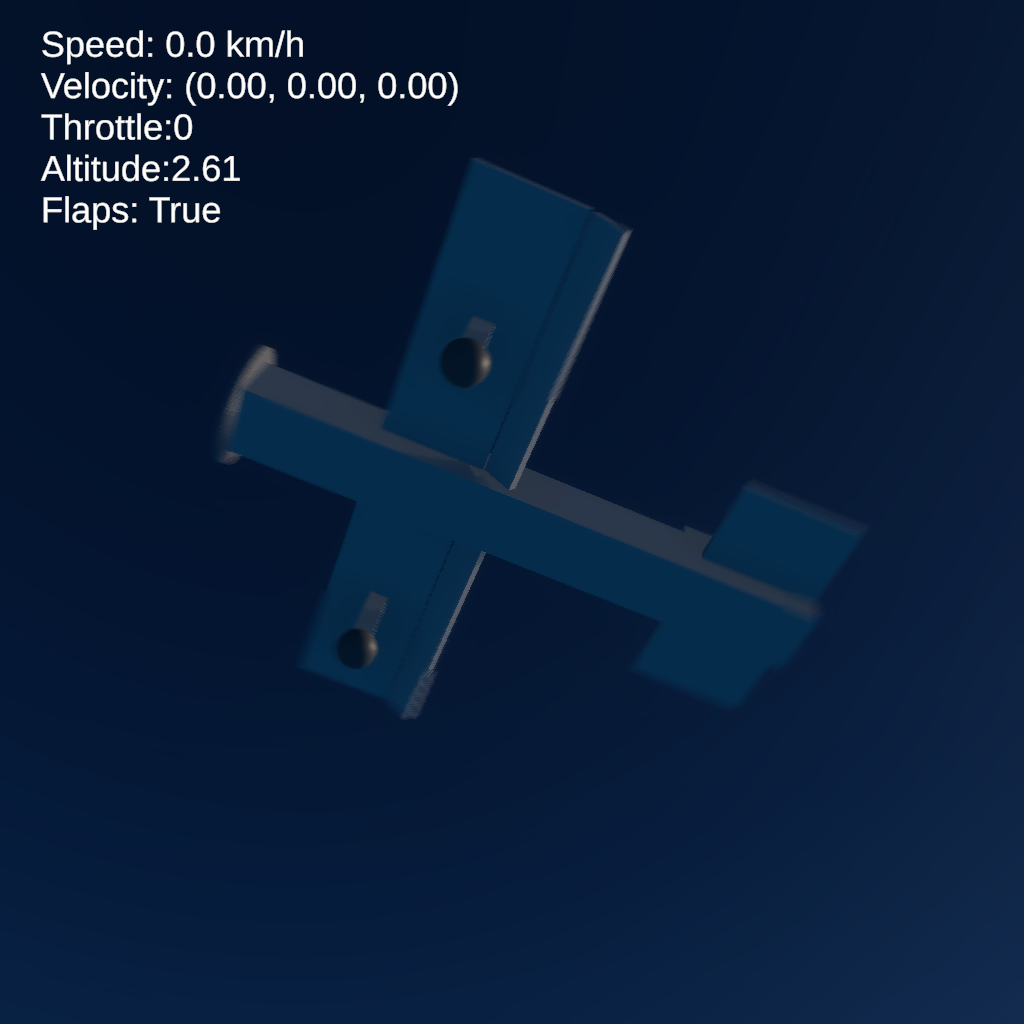 Speed: 0.0 km/h
Velocity: (0.00, 0.00, 0.00)
Throttle:0
Altitude:2.61
Flaps: True